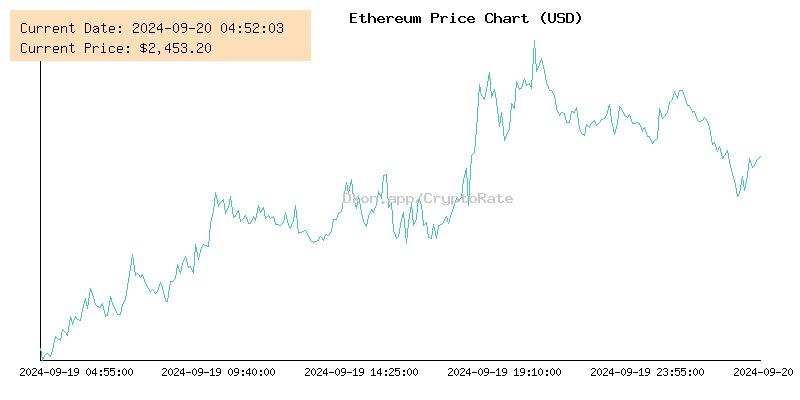 Ethereum Price Chart (USD)
Current Date: 2024-09-20 04:52:03
Current Price: $2,453.20
Dkon.app/CryptoRate
2024-09-19 04:55:00 2024-09-19 09:40:00 2024-09-19 14:25:00 2024-09-19 19:10:00 2024-09-19 23:55:00 2024-09-20